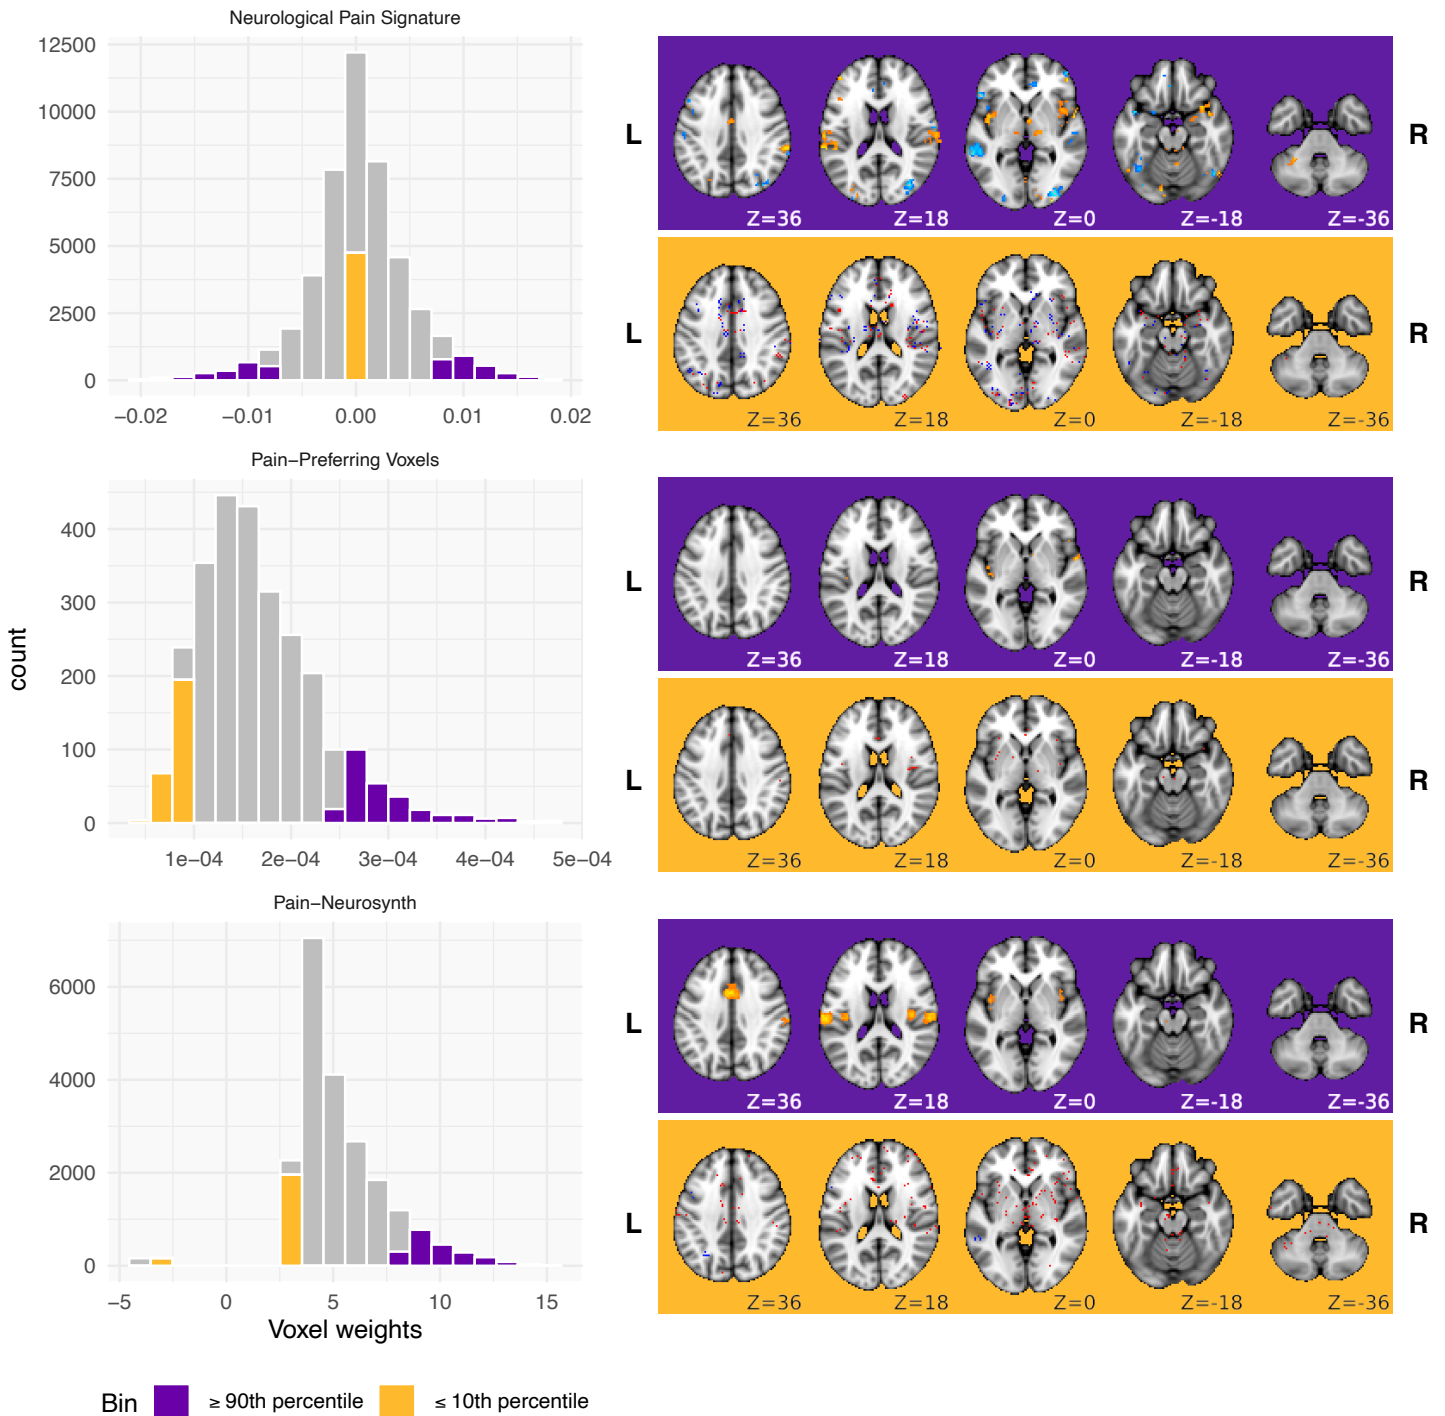 Neurological Pain Signature
12500
10000
7500
5000
2500
0
−0.02 −0.01 0.00 0.01 0.02
L R
Z=36 Z=18 Z=0 Z=-18 Z=-36
L R
Z=36 Z=18 Z=0 Z=-18 Z=-36
Pain−Preferring Voxels
400
300
200
100
0
1e−04 2e−04 3e−04 4e−04 5e−04
count
L R
Z=36 Z=18 Z=0 Z=-18 Z=-36
L R
Z=36 Z=18 Z=0 Z=-18 Z=-36
Pain−Neurosynth
6000
4000
2000
0
−5 0 5 10 15
Voxel weights
L R
Z=36 Z=18 Z=0 Z=-18 Z=-36
L R
Z=36 Z=18 Z=0 Z=-18 Z=-36
Bin ≥ 90th percentile ≤ 10th percentile